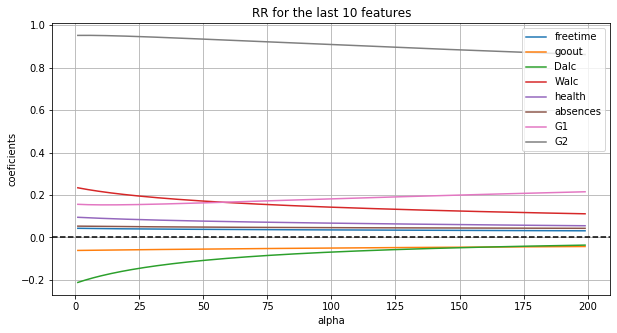 RR for the last 10 features
coeficients
1.0
0.8
0.6
0.4
0.2
0.0
−0.2
freetime
goout
Dalc
Walc
health
absences
G1
G2
0
25
50
75
100
125
150
175
200
alpha